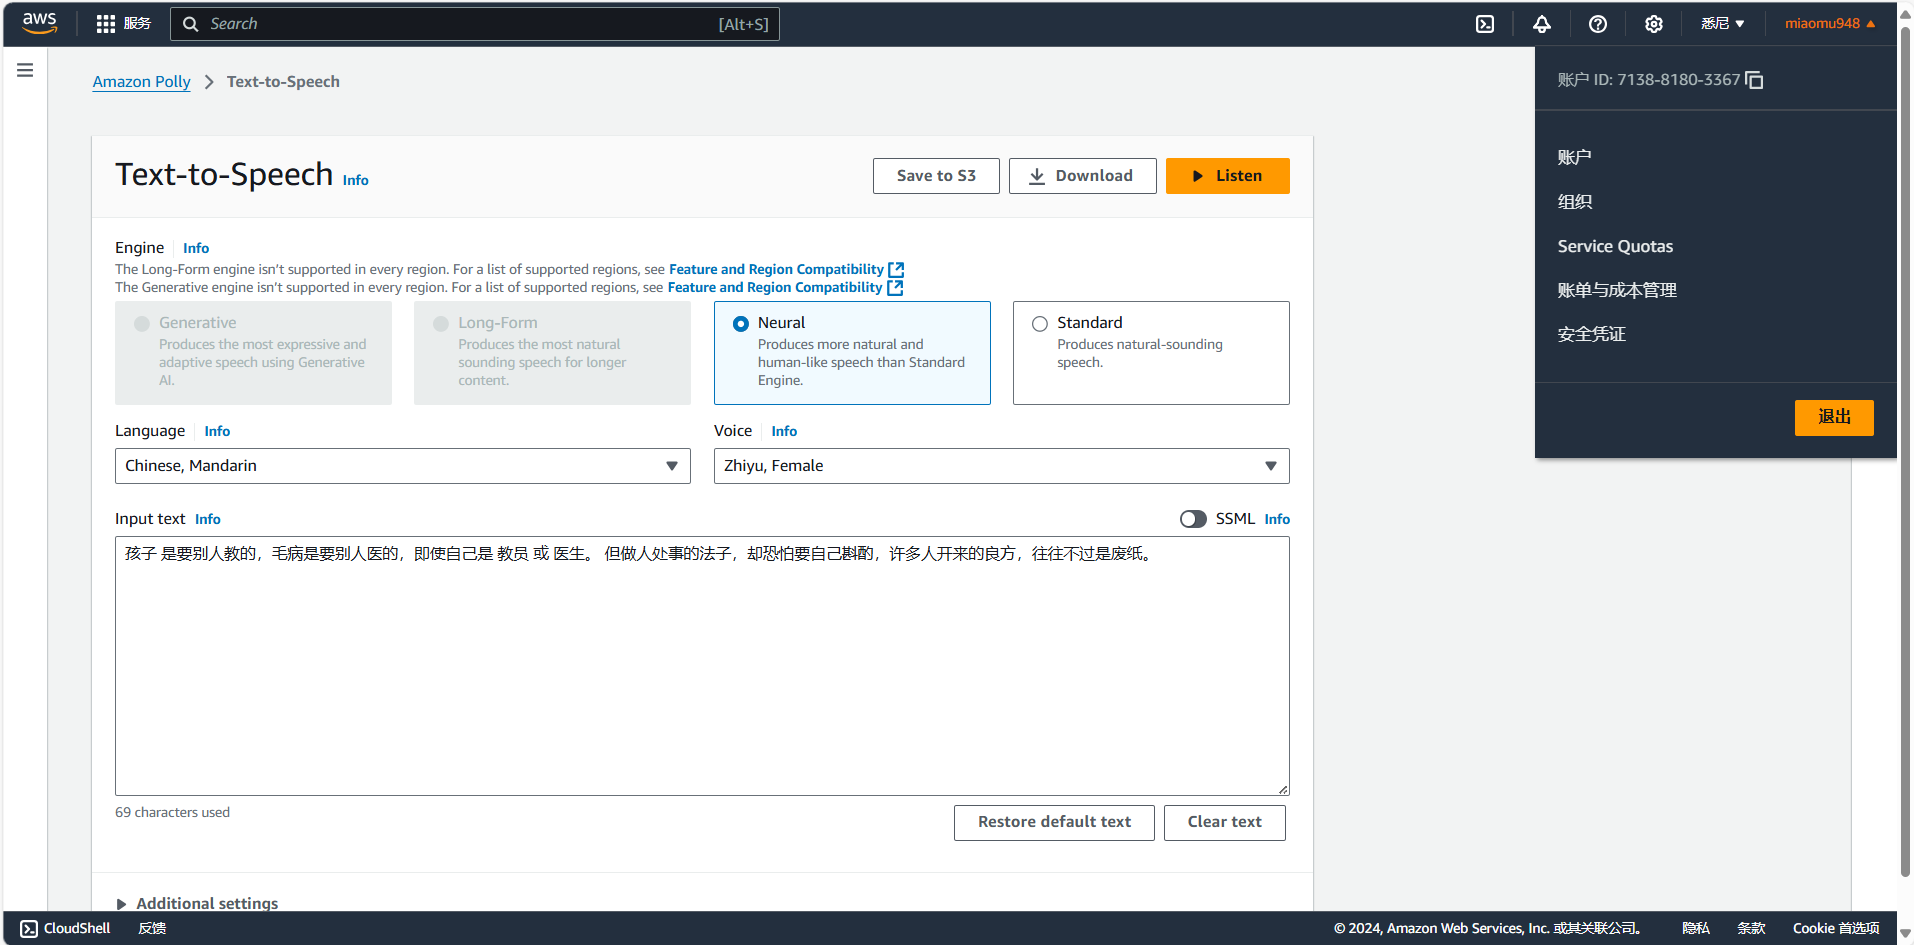 aws
服务
Search
[Alt+S]
悉尼
miaomu948
账户 ID: 7138-8180-3367
账户
组织
Service Quotas
账单与成本管理
安全凭证
退出
Amazon Polly
Text-to-Speech
Text-to-Speech Info
Save to S3
Download
Listen
Engine Info
The Long-Form engine isn't supported in every region. For a list of supported regions, see Feature and Region Compatibility
The Generative engine isn't supported in every region. For a list of supported regions, see Feature and Region Compatibility
Generative
Produces the most expressive and
adaptive speech using Generative
AI.
Long-Form
Produces the most natural
sounding speech for longer
content.
Neural
Produces more natural and
human-like speech than Standard
Engine.
Standard
Produces natural-sounding
speech.
Language Info
Chinese, Mandarin
Voice Info
Zhiyu, Female
Input text Info
SSML Info
孩子 是要别人教的，毛病是要别人医的，即使自己是 教员 或 医生。 但做人处事的法子，却恐怕要自己斟酌，许多人开来的良方，往往不过是废纸。
69 characters used
Restore default text
Clear text
Additional settings
CloudShell
反馈
© 2024, Amazon Web Services, Inc. 或其关联公司。
隐私
条款
Cookie 首选项